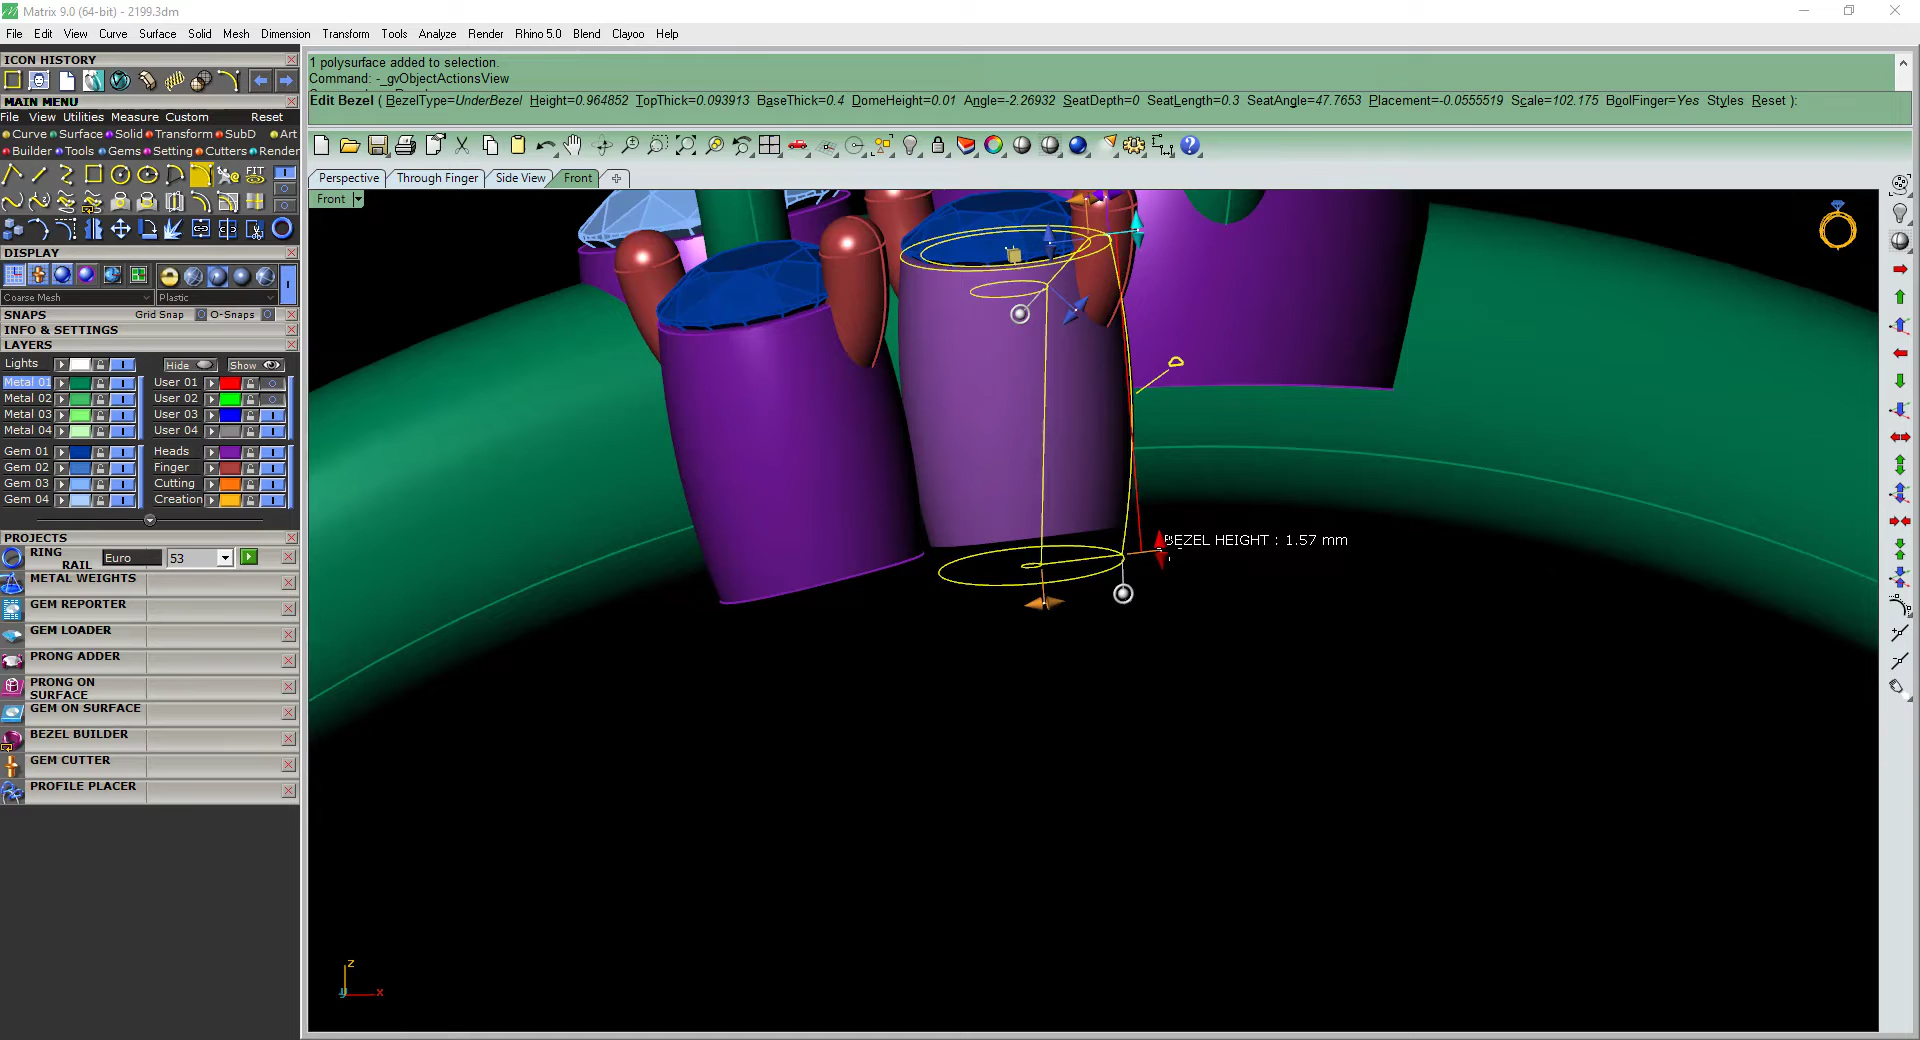 Matrix 9.0 (64-bit) - 2199.3dm
File Edit View Curve Surface Solid Mesh Dimension Transform Tools Analyze Render Rhino 5.0 Blend Clayoo Help
ICON HISTORY
1 polysurface added to selection.
Command: -_gvObjectActionsView
Edit Bezel ( BezelType=UnderBezel Height=0.964852 TopThick=0.093913 BaseThick=0.4 DomeHeight=0.01 Angle=-2.26932 SeatDepth=0 SeatLength=0.3 SeatAngle=47.7653 Placement=-0.0555519 Scale=102.175 BoolFinger=Yes Styles Reset ):
MAIN MENU
File View Utilities Measure Custom Reset
Curve Surface Solid Transform SubD Art
Builder Tools Gems Setting Cutters Render
FIT
Perspective Through Finger Side View Front
Front
DISPLAY
Coarse Mesh Plastic
SNAPS Grid Snap O-Snaps
INFO & SETTINGS
LAYERS
Lights Hide Show
Metal 01 User 01
Metal 02 User 02
Metal 03 User 03
Metal 04 User 04
Gem 01 Heads
Gem 02 Finger
Gem 03 Cutting
Gem 04 Creation
PROJECTS
RING RAIL Euro 53
METAL WEIGHTS
GEM REPORTER
GEM LOADER
PRONG ADDER
PRONG ON SURFACE
GEM ON SURFACE
BEZEL BUILDER
GEM CUTTER
PROFILE PLACER
BEZEL HEIGHT : 1.57 mm
z
y x